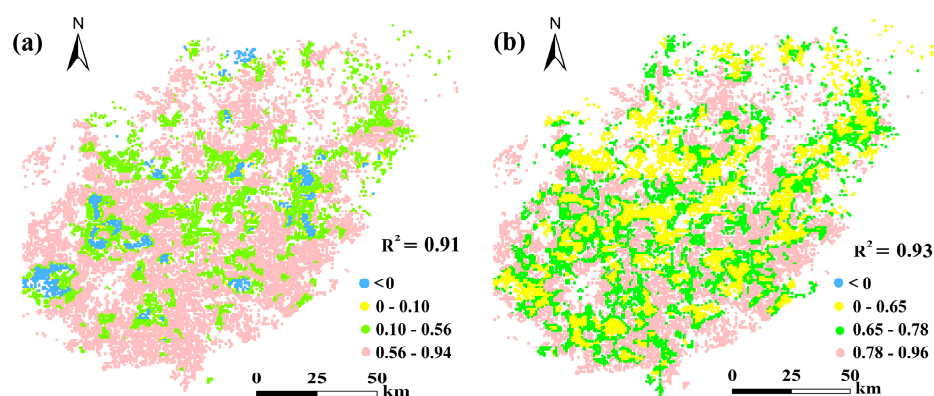 (a)
N
R² = 0.91
< 0
0 - 0.10
0.10 - 0.56
0.56 - 0.94
0 25 50
km
(b)
N
R² = 0.93
< 0
0 - 0.65
0.65 - 0.78
0.78 - 0.96
0 25 50
km